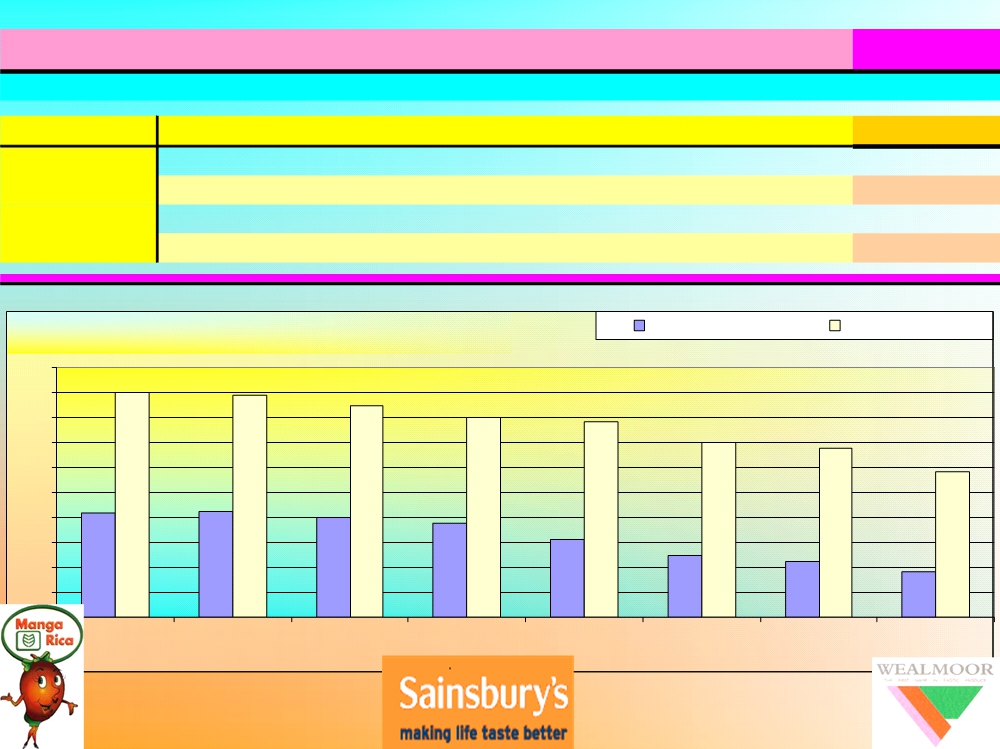 Manga
Rica
Sainsbury's
making life taste better
WEALMOOR